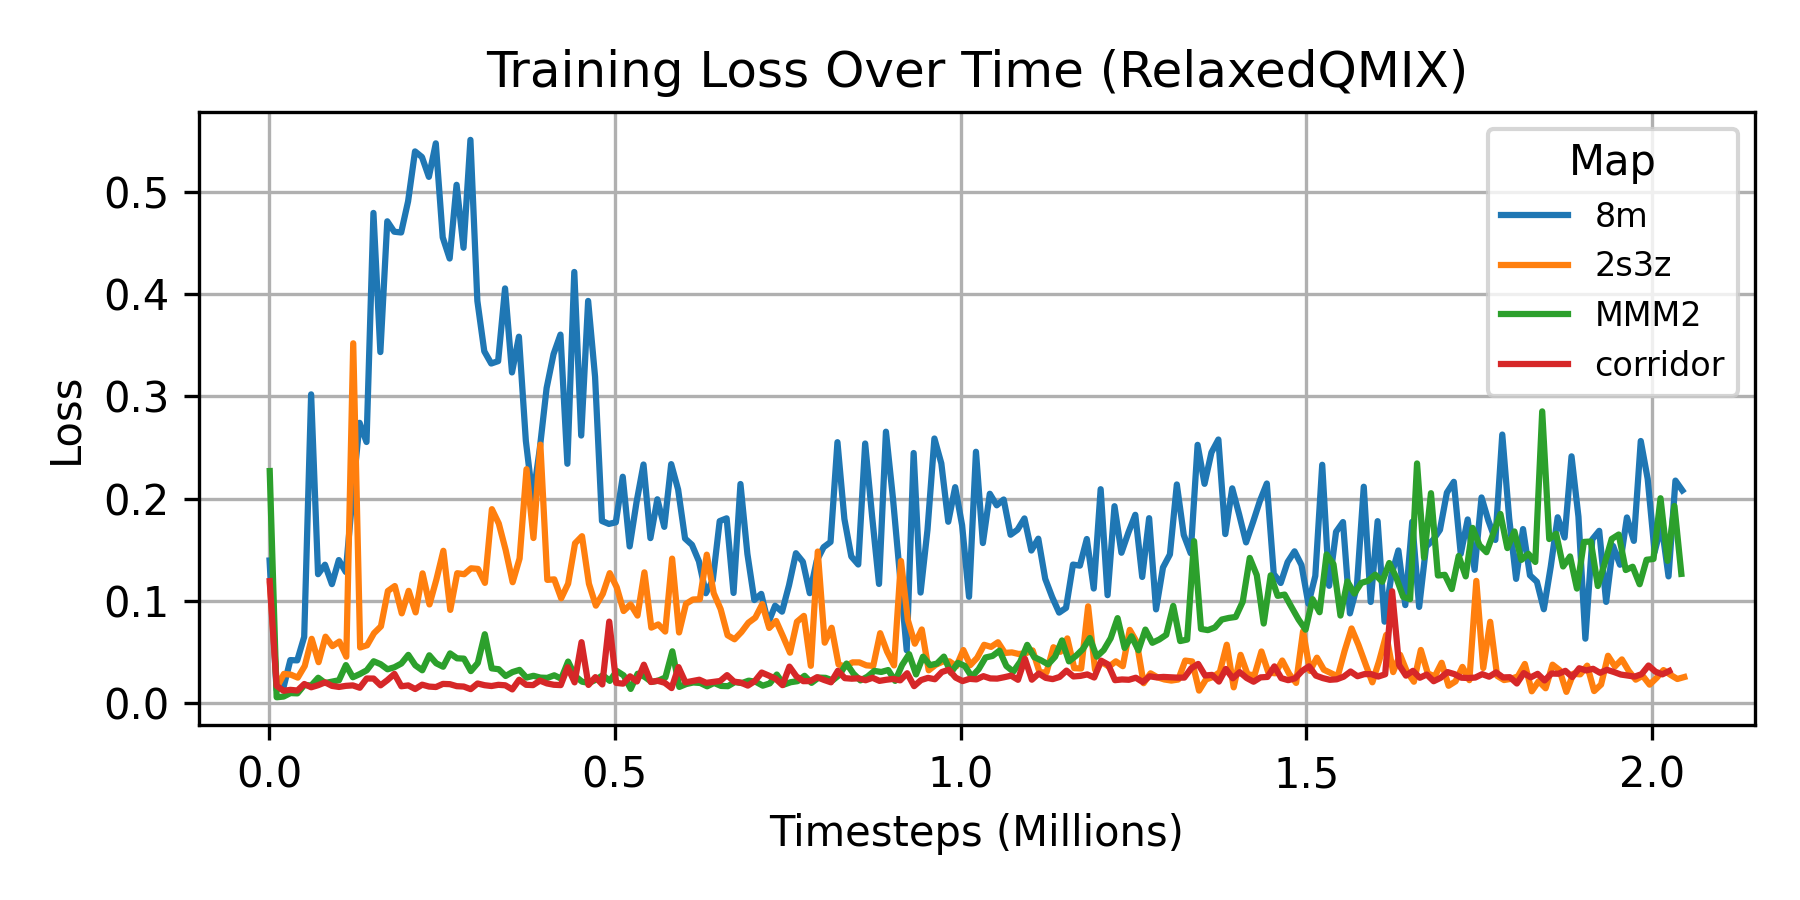 Training Loss Over Time (RelaxedQMIX)
Map
8m
2s3z
MMM2
corridor
Loss
0.5
0.4
0.3
0.2
0.1
0.0
0.0 0.5 1.0 1.5 2.0
Timesteps (Millions)